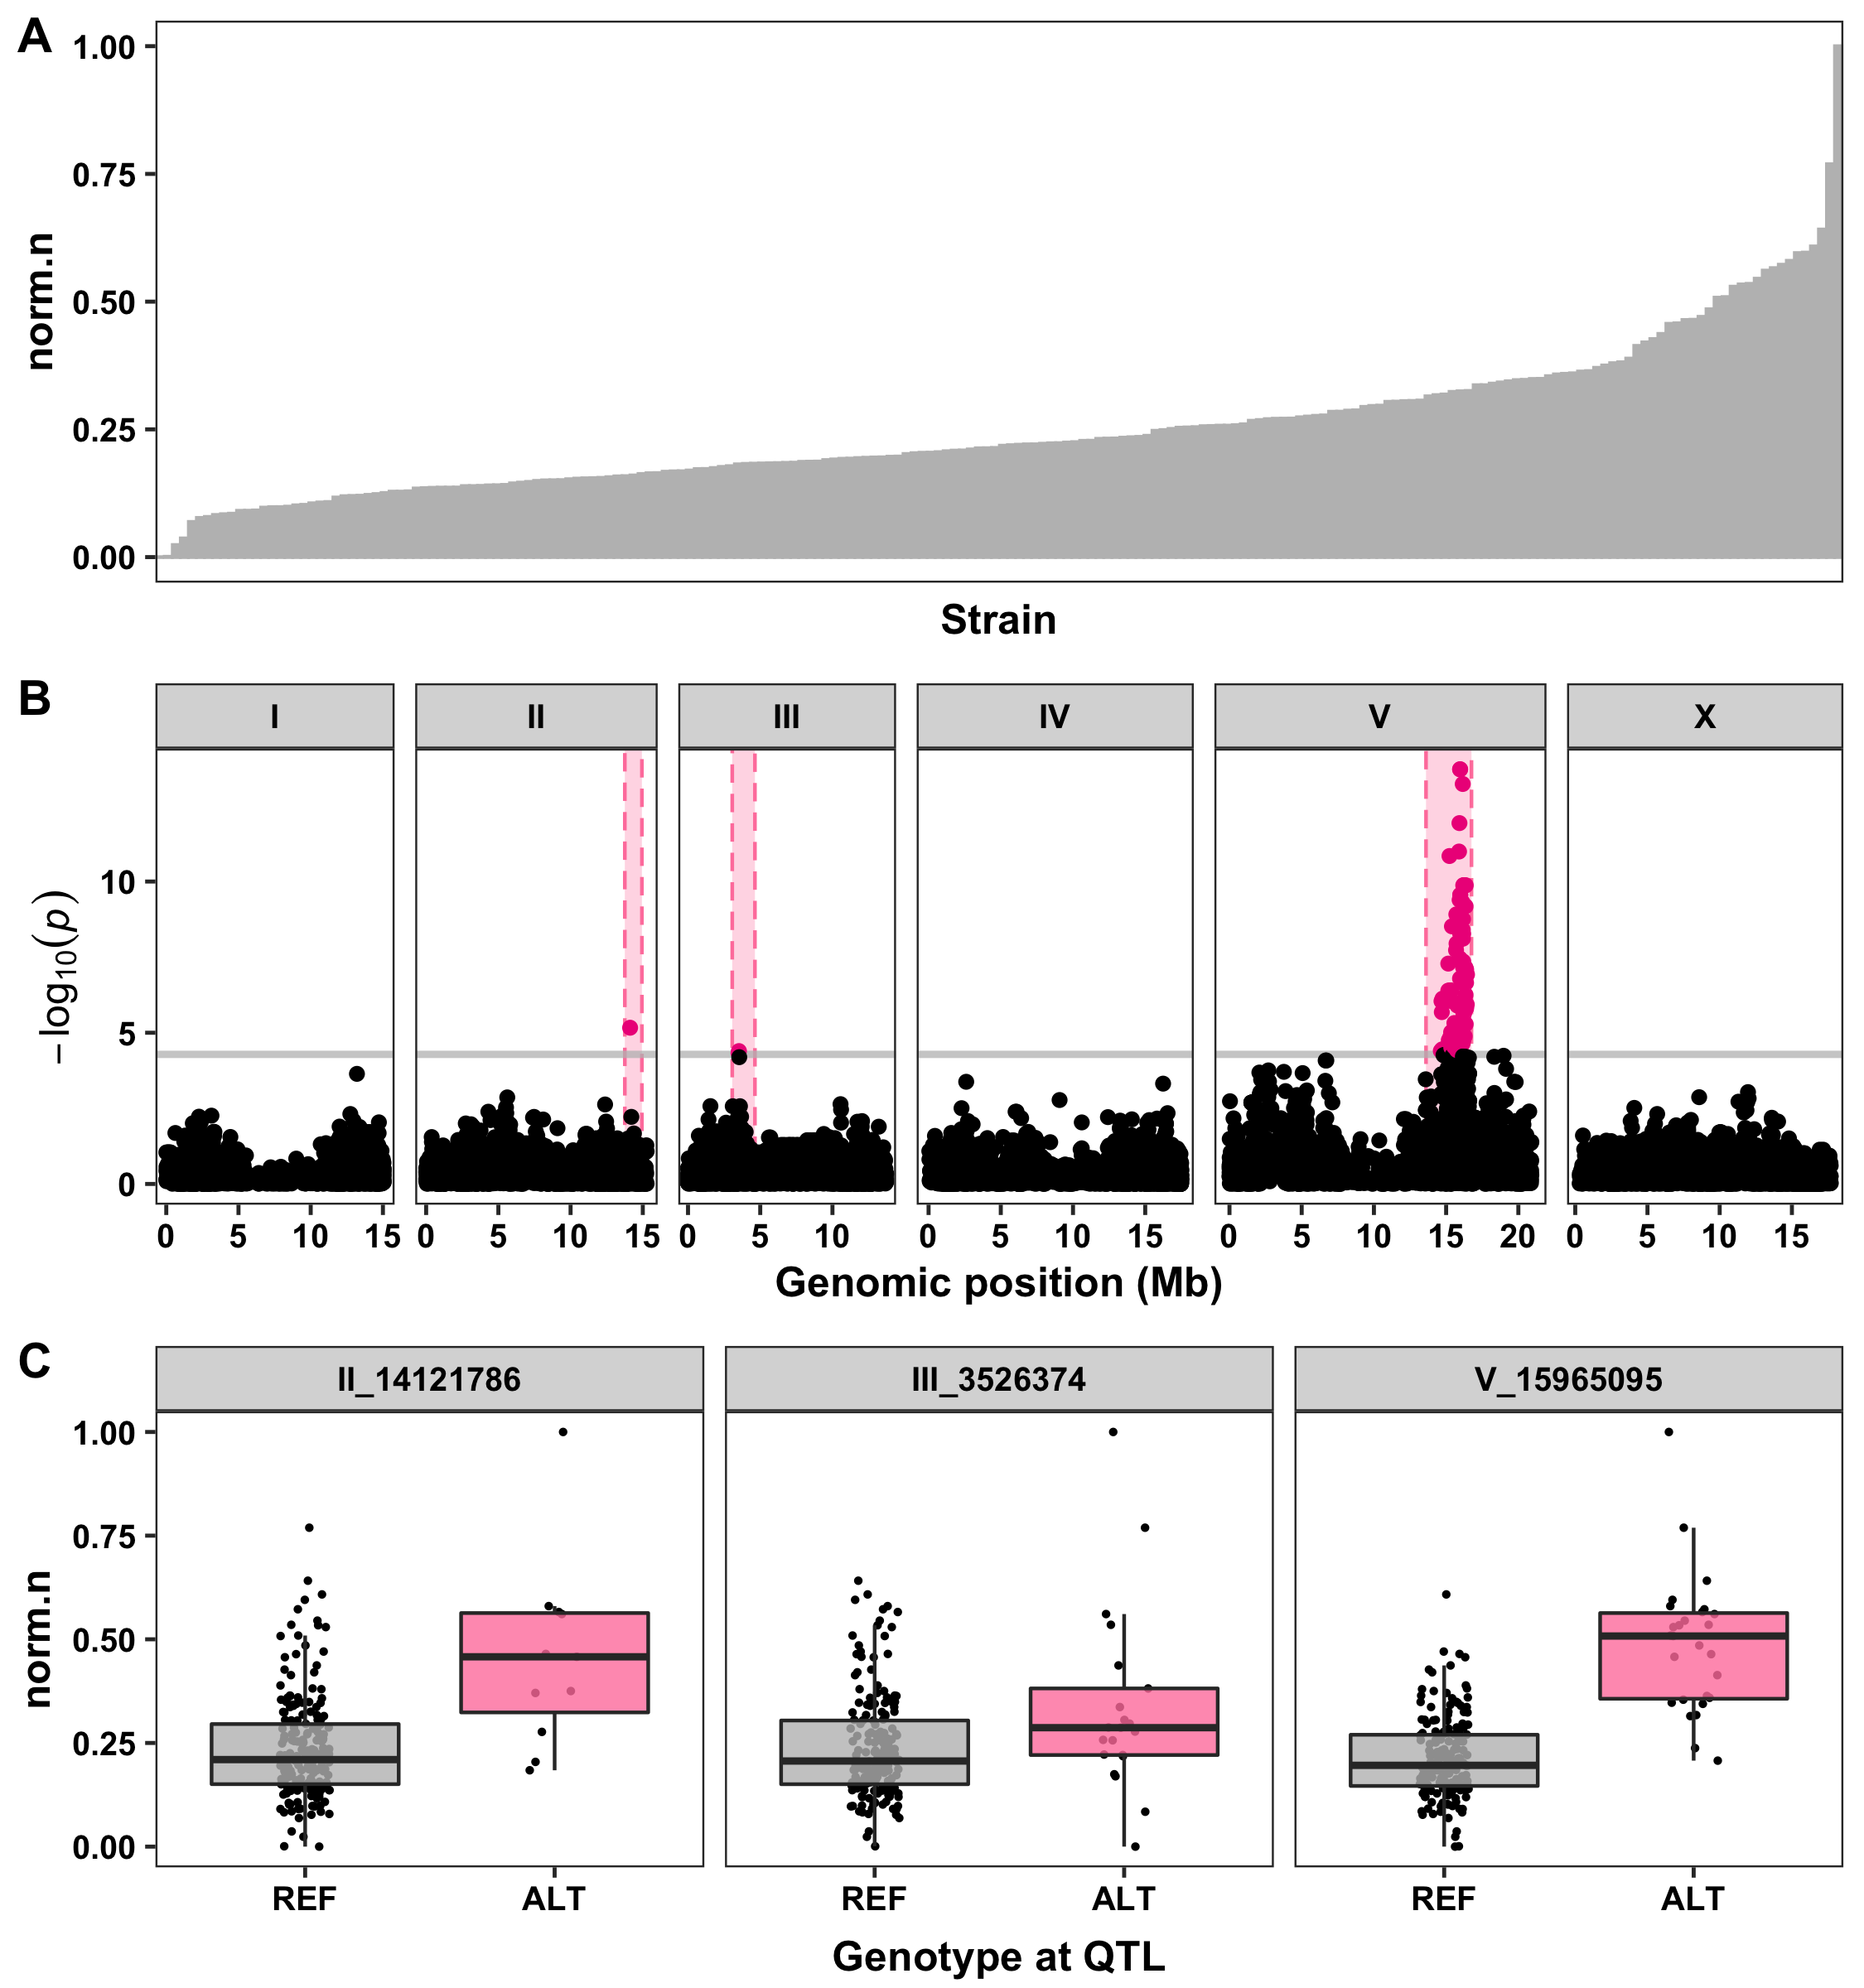 A
1.00
0.75
0.50
0.25
0.00
norm.n
Strain
B
I II III IV V X
10
5
0
−log10(p)
0 5 10 15 0 5 10 15 0 5 10 0 5 10 15 0 5 10 15 20 0 5 10 15
Genomic position (Mb)
C
II_14121786 III_3526374 V_15965095
1.00
0.75
0.50
0.25
0.00
norm.n
REF ALT REF ALT REF ALT
Genotype at QTL